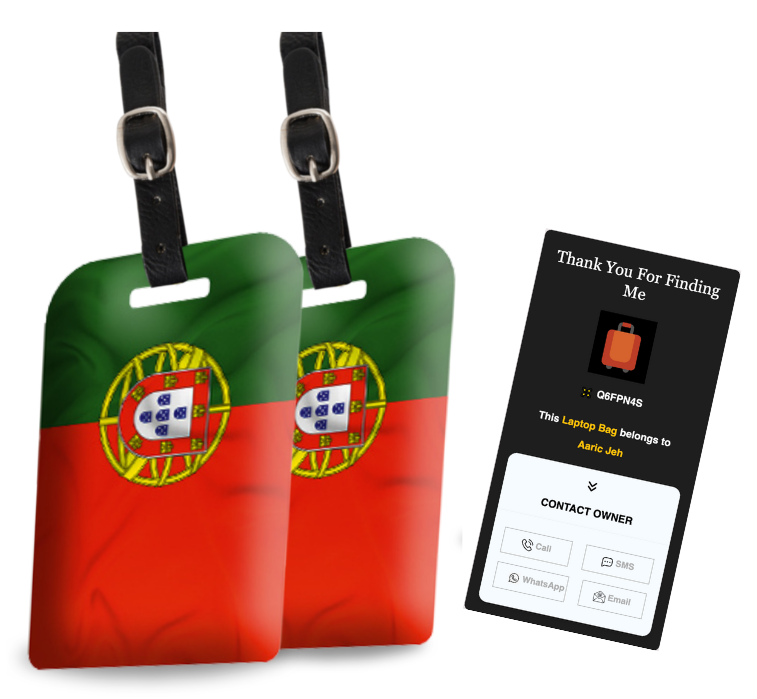 Thank You For Finding
Me
Q6FPN4S
This Laptop Bag belongs to
Aaric Jeh
CONTACT OWNER
Call
SMS
WhatsApp
Email